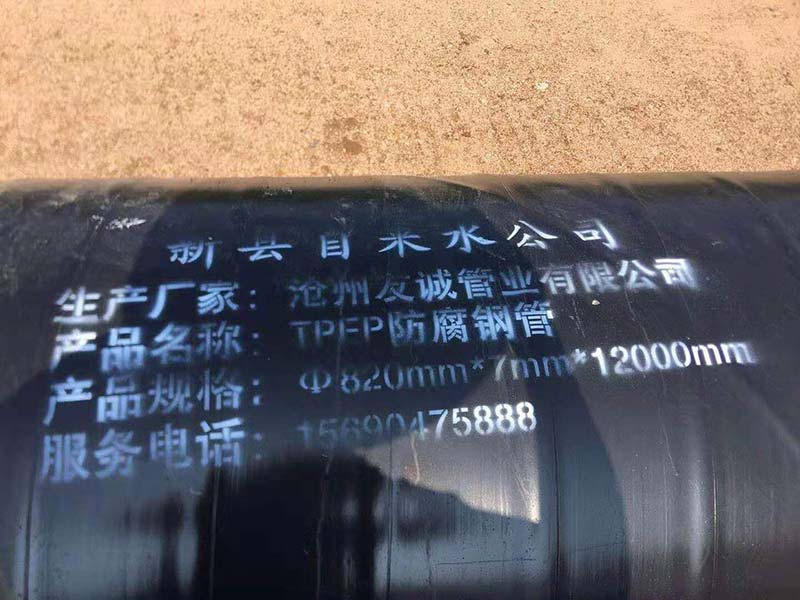 新县自来水公司
生产厂家：沧州友诚管业有限公司
产品名称：TPEP防腐钢管
产品规格：Φ820mm*7mm*12000mm
服务电话：15690475888